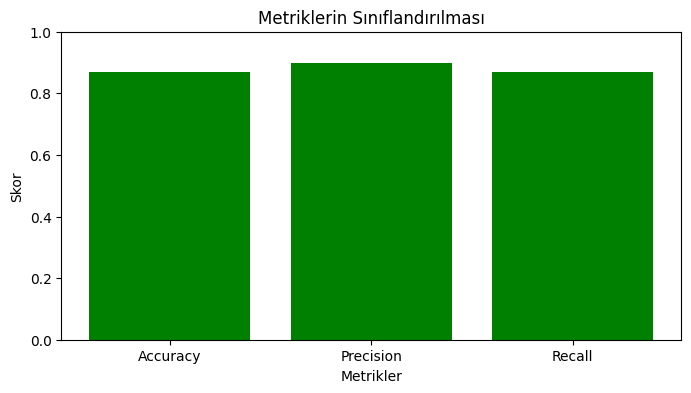 Metriklerin Sınıflandırılması
1.0
0.8
0.6
0.4
0.2
0.0
Skor
Accuracy Precision Recall
Metrikler